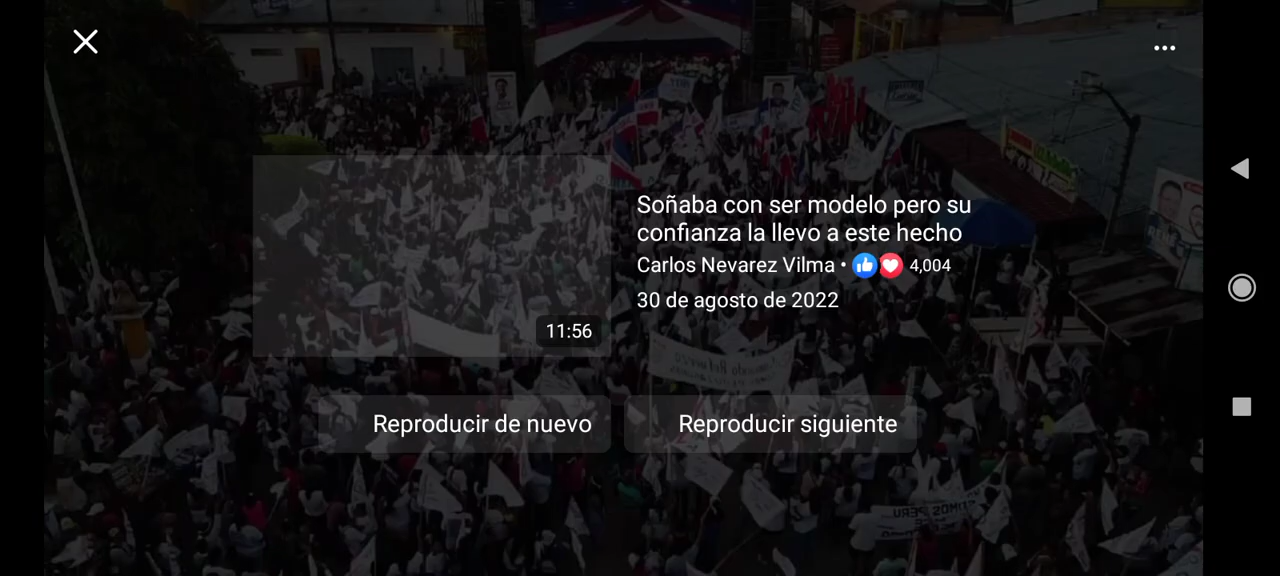 Soñaba con ser modelo pero su
confianza la llevo a este hecho
Carlos Nevarez Vilma • 4,004
30 de agosto de 2022
11:56
Reproducir de nuevo
Reproducir siguiente